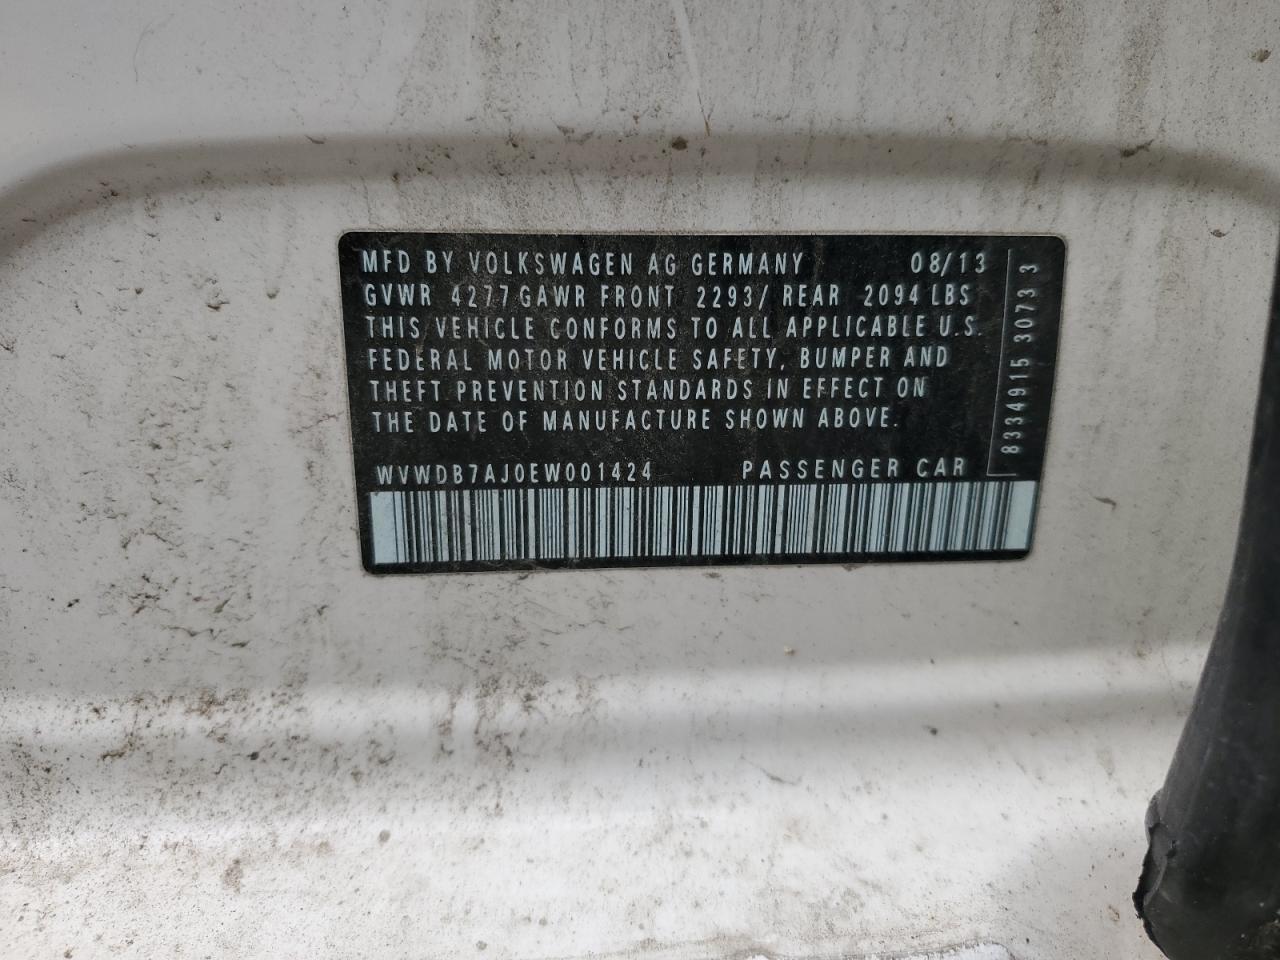 MFD BY VOLKSWAGEN AG GERMANY 08/13
GVWR 4277 GAWR FRONT 2293/ REAR 2094 LBS
THIS VEHICLE CONFORMS TO ALL APPLICABLE U.S.
FEDERAL MOTOR VEHICLE SAFETY, BUMPER AND
THEFT PREVENTION STANDARDS IN EFFECT ON
THE DATE OF MANUFACTURE SHOWN ABOVE.
WVWDB7AJ0EW001424 PASSENGER CAR
8334915 3073 3